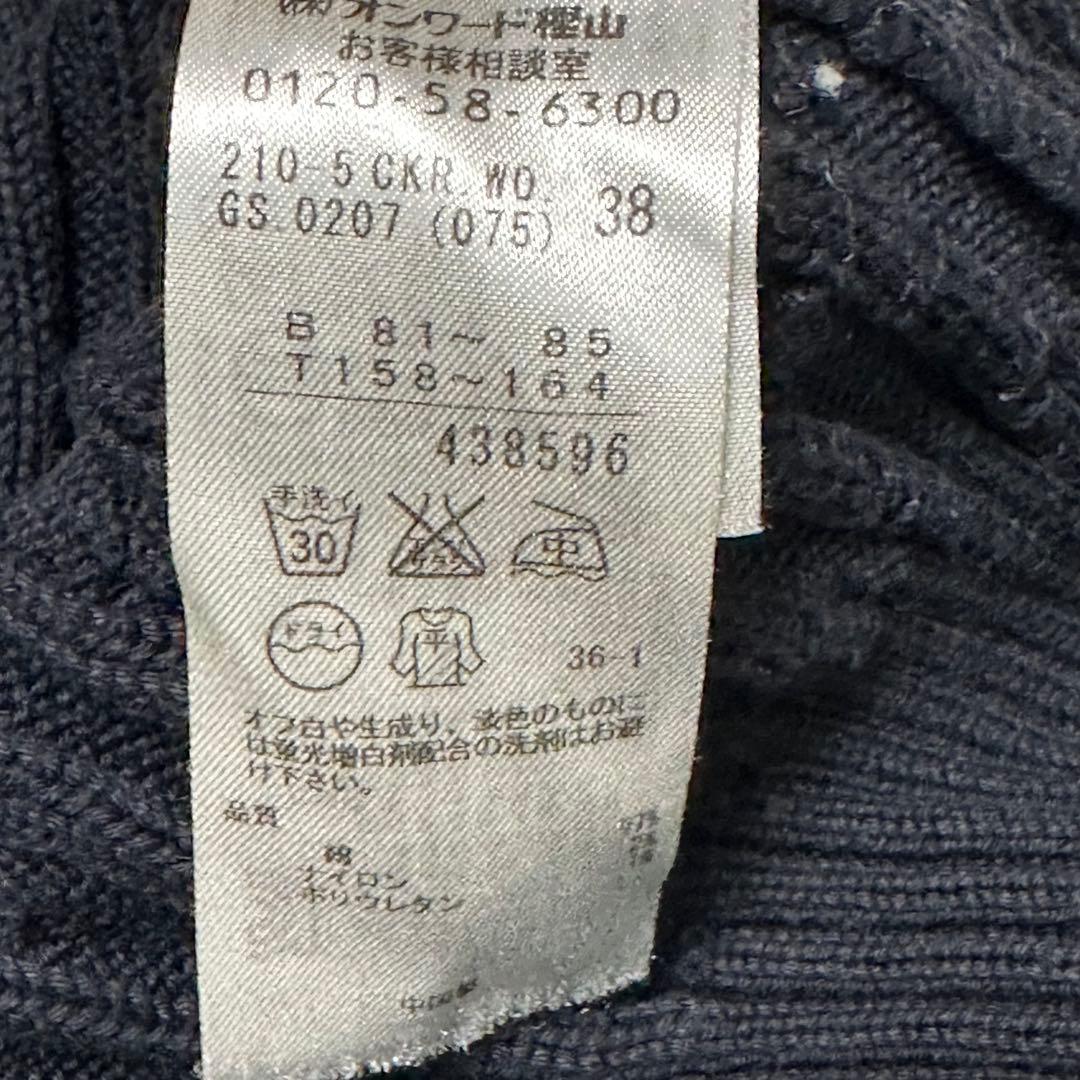 (株)オンワード樫山
お客様相談室
0120-58-6300
210-5 CKR.WO.
GS.0207 (075)
38
B 81～ 85
T158～164
438596
手洗イ
30
中
ドライ
平
36-1
オフ白や生成り、淡色のものに
は蛍光増白剤配合の洗剤はお避
け下さい。
品質
綿
ナイロン
ポリウレタン
中国製